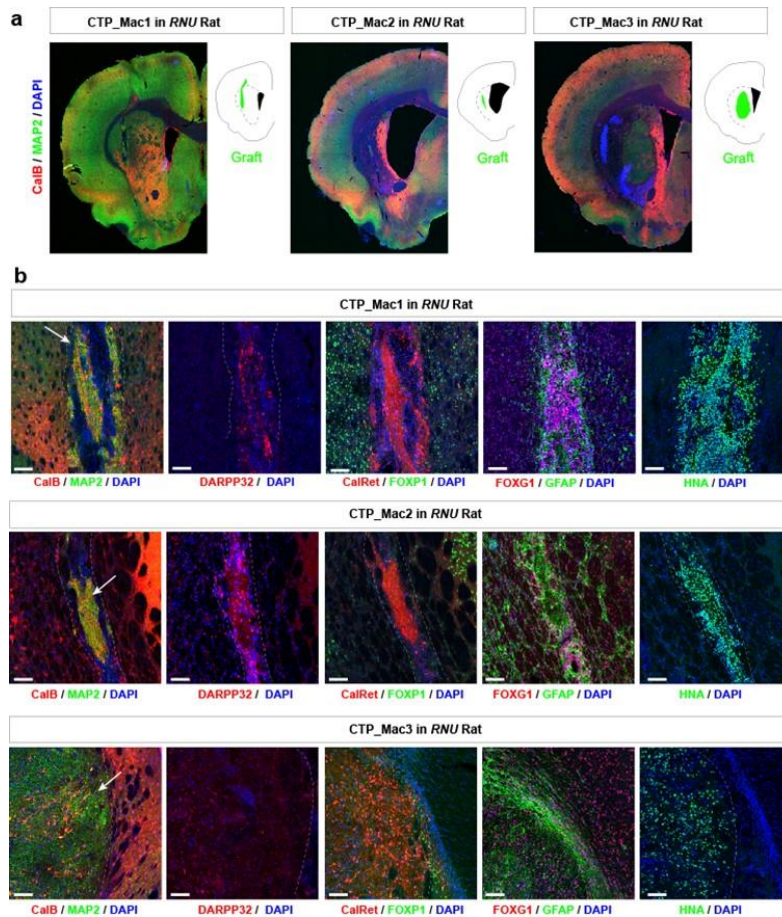 a
CTP_Mac1 in RNU Rat
CTP_Mac2 in RNU Rat
CTP_Mac3 in RNU Rat
CalB / MAP2 / DAPI
Graft
Graft
Graft
b
CTP_Mac1 in RNU Rat
CalB / MAP2 / DAPI
DARPP32 / DAPI
CalRet / FOXP1 / DAPI
FOXG1 / GFAP / DAPI
HNA / DAPI
CTP_Mac2 in RNU Rat
CalB / MAP2 / DAPI
DARPP32 / DAPI
CalRet / FOXP1 / DAPI
FOXG1 / GFAP / DAPI
HNA / DAPI
CTP_Mac3 in RNU Rat
CalB / MAP2 / DAPI
DARPP32 / DAPI
CalRet / FOXP1 / DAPI
FOXG1 / GFAP / DAPI
HNA / DAPI